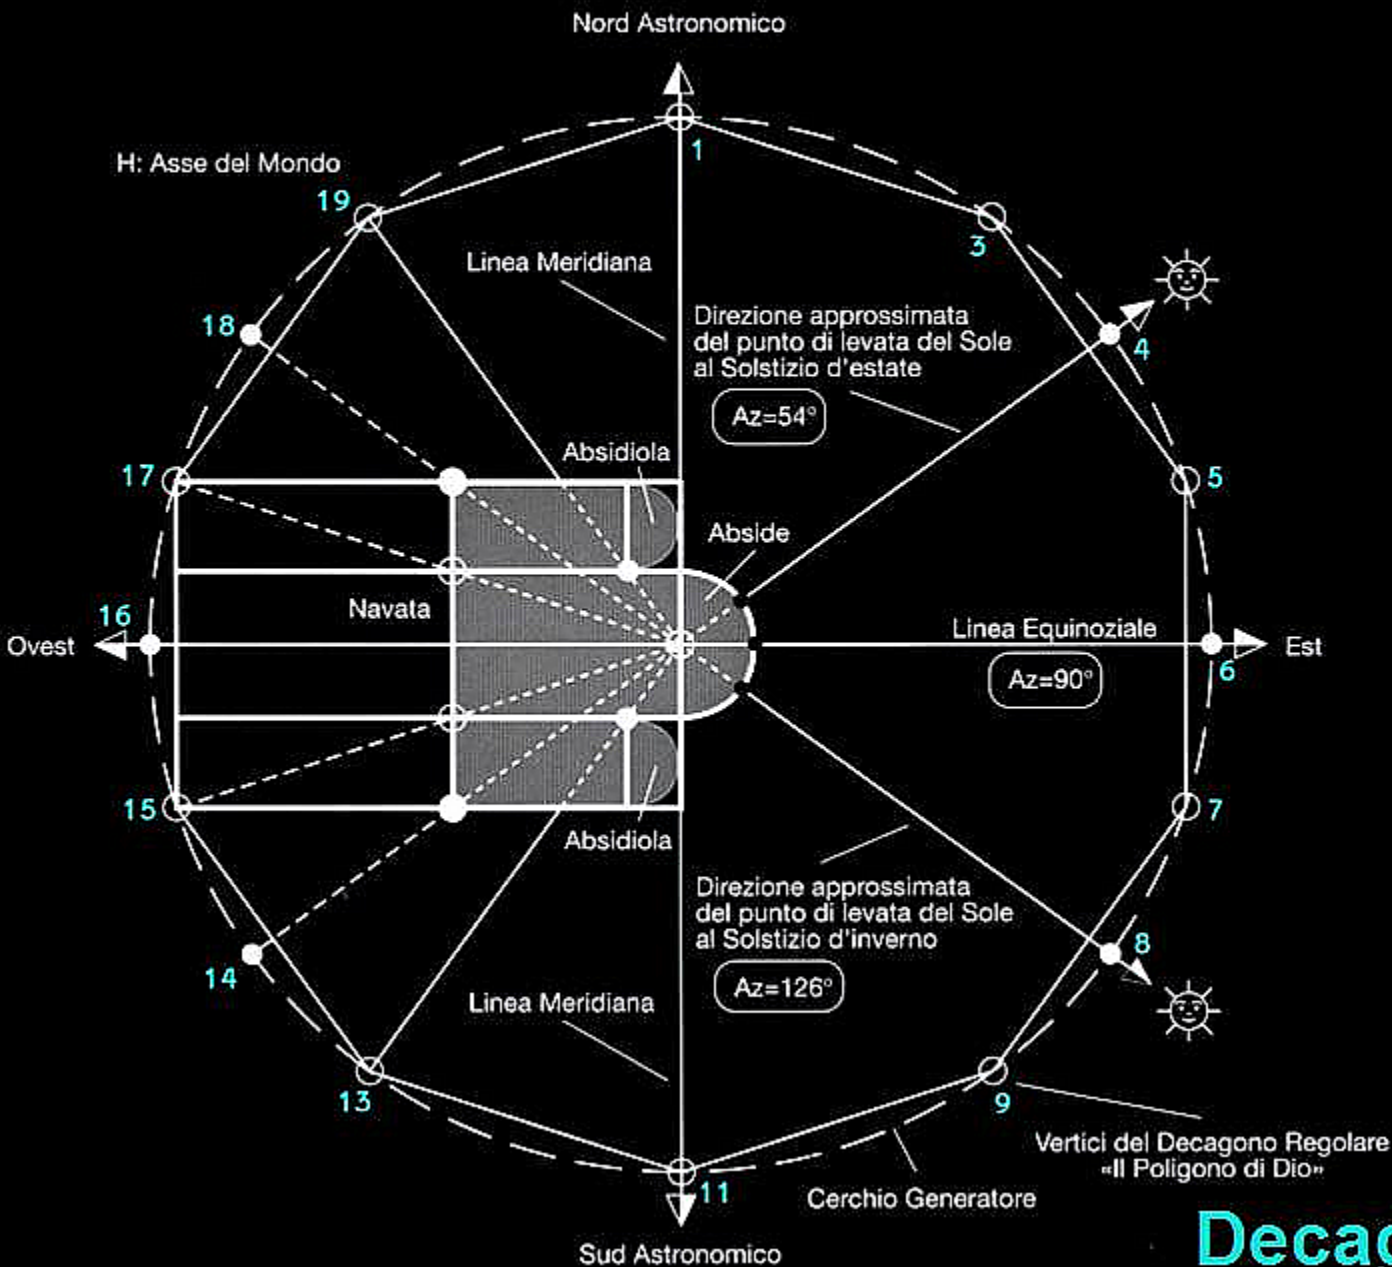 Nord Astronomico
1
H: Asse del Mondo
19
3
Linea Meridiana
18
Direzione approssimata
del punto di levata del Sole
al Solstizio d'estate
4
Az=54°
Absidiola
17
5
Abside
16
Navata
Linea Equinoziale
Ovest
Est
6
Az=90°
15
7
Absidiola
Direzione approssimata
del punto di levata del Sole
al Solstizio d'inverno
8
14
Az=126°
Linea Meridiana
13
9
Vertici del Decagono Regolare
«Il Poligono di Dio»
11
Cerchio Generatore
Sud Astronomico